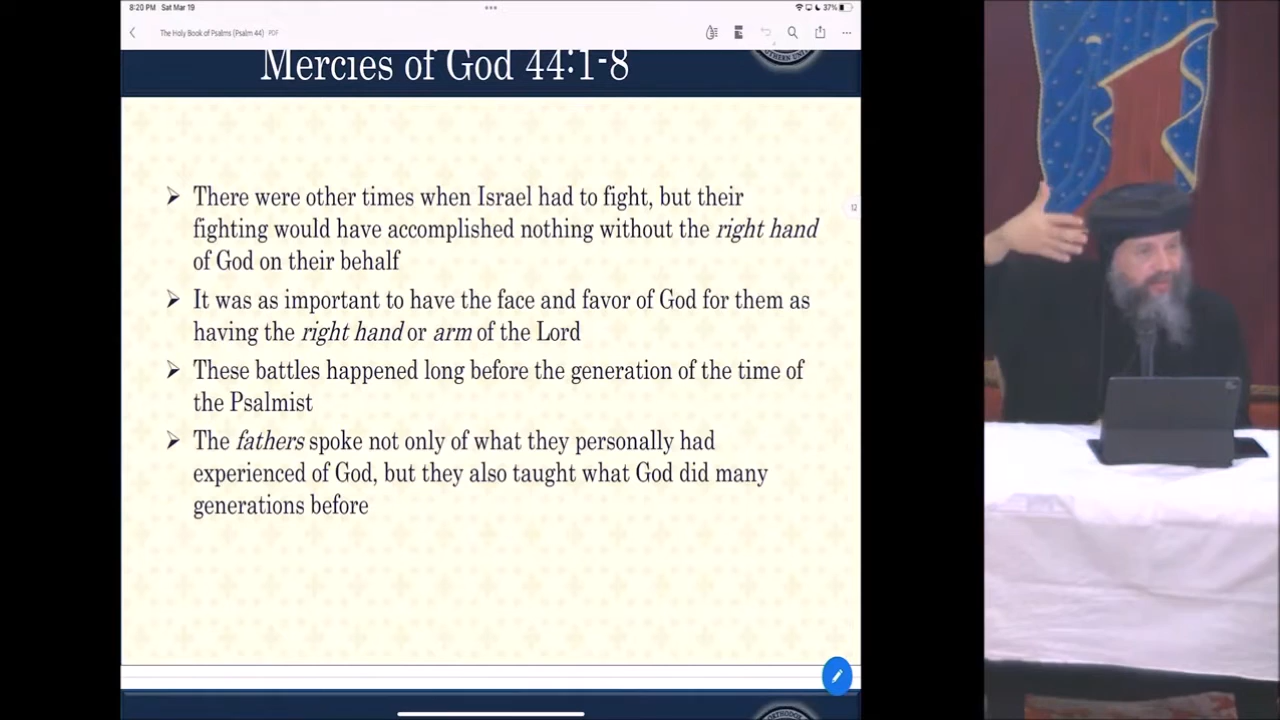 8:20 PM Sat Mar 19
37%
The Holy Book of Psalms (Psalm 44) PDF
Mercies of God 44:1-8
There were other times when Israel had to fight, but their
fighting would have accomplished nothing without the right hand
of God on their behalf
12
It was as important to have the face and favor of God for them as
having the right hand or arm of the Lord
These battles happened long before the generation of the time of
the Psalmist
The fathers spoke not only of what they personally had
experienced of God, but they also taught what God did many
generations before